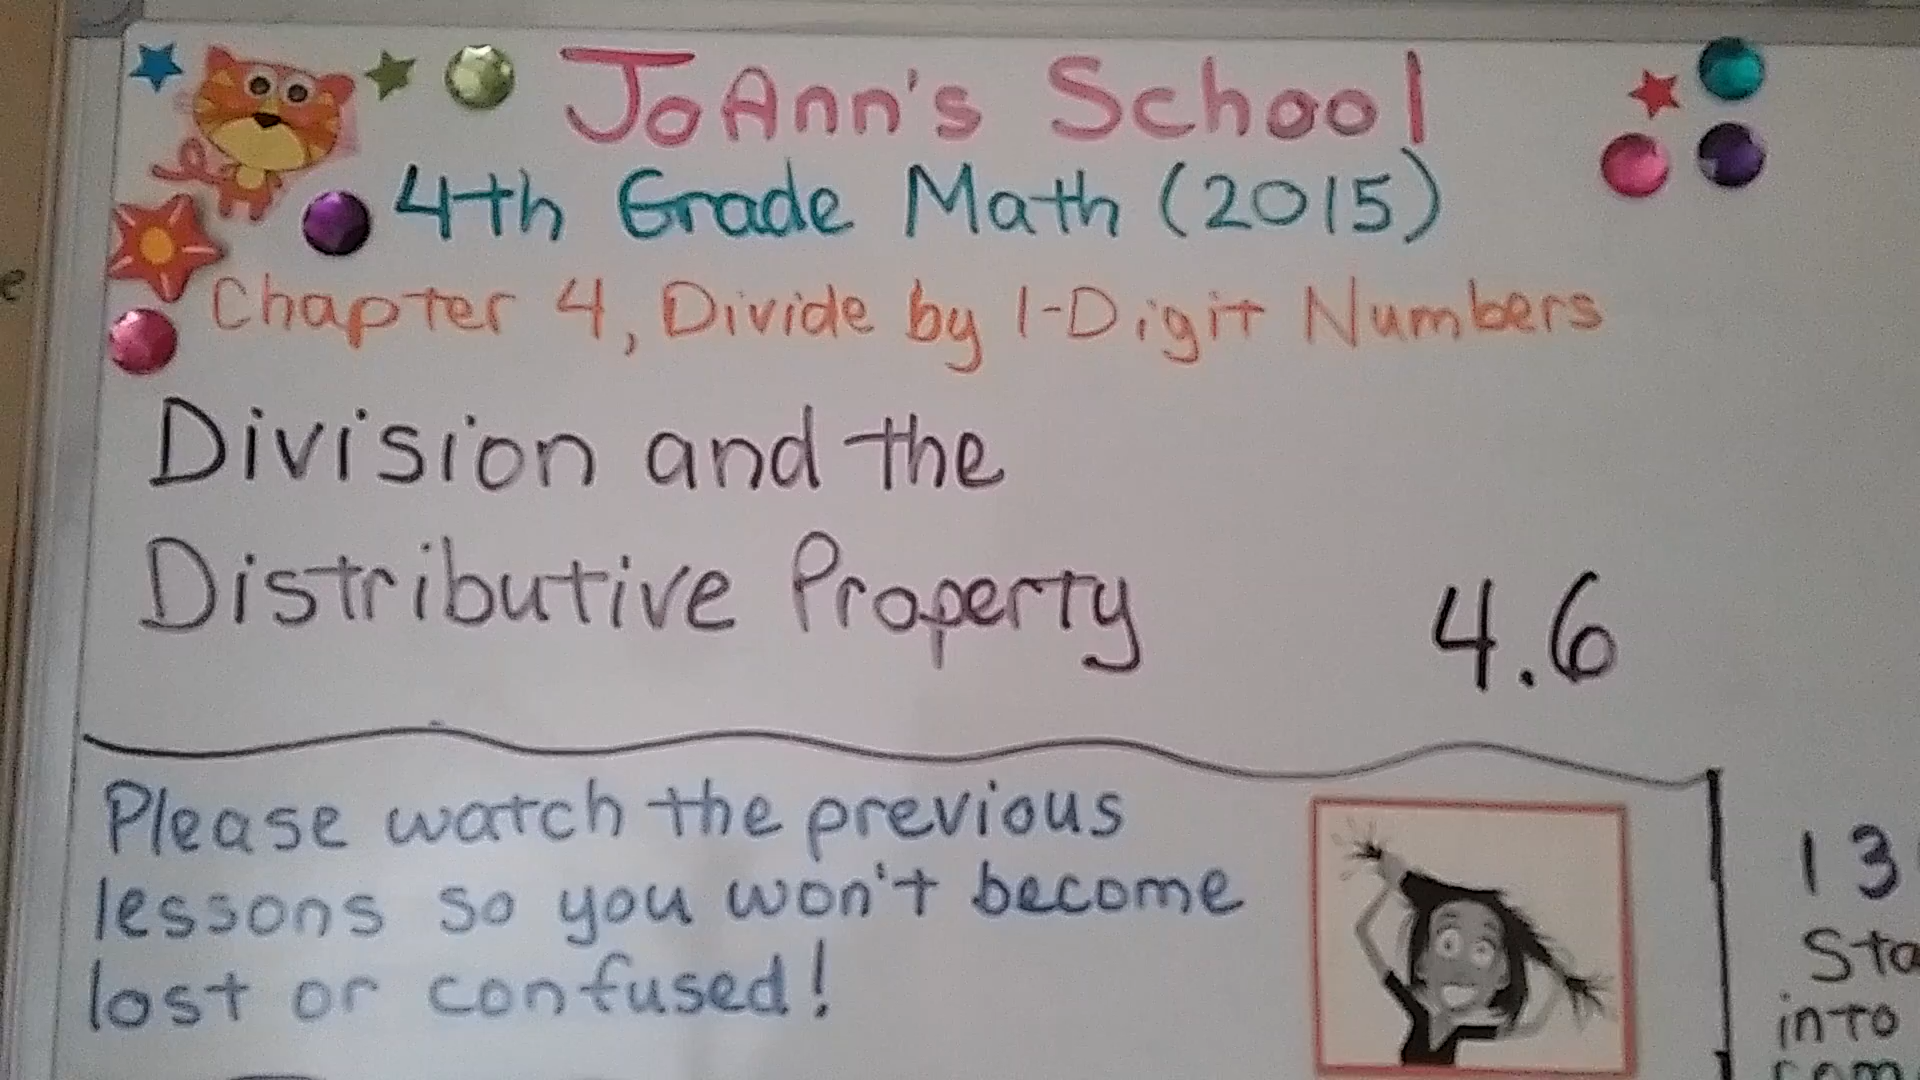 JoAnn's School
4th Grade Math (2015)
Chapter 4, Divide by 1-Digit Numbers
Division and the
Distributive Property 4.6
Please watch the previous
lessons so you won't become
lost or confused!
13
into